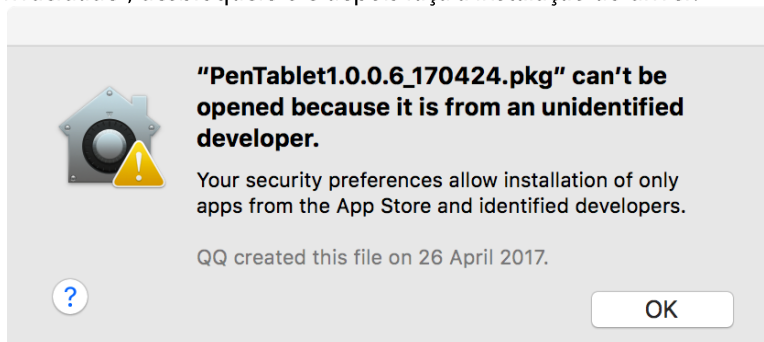 “PenTablet1.0.0.6_170424.pkg” can't be
opened because it is from an unidentified
developer.
Your security preferences allow installation of only
apps from the App Store and identified developers.
QQ created this file on 26 April 2017.
?
OK